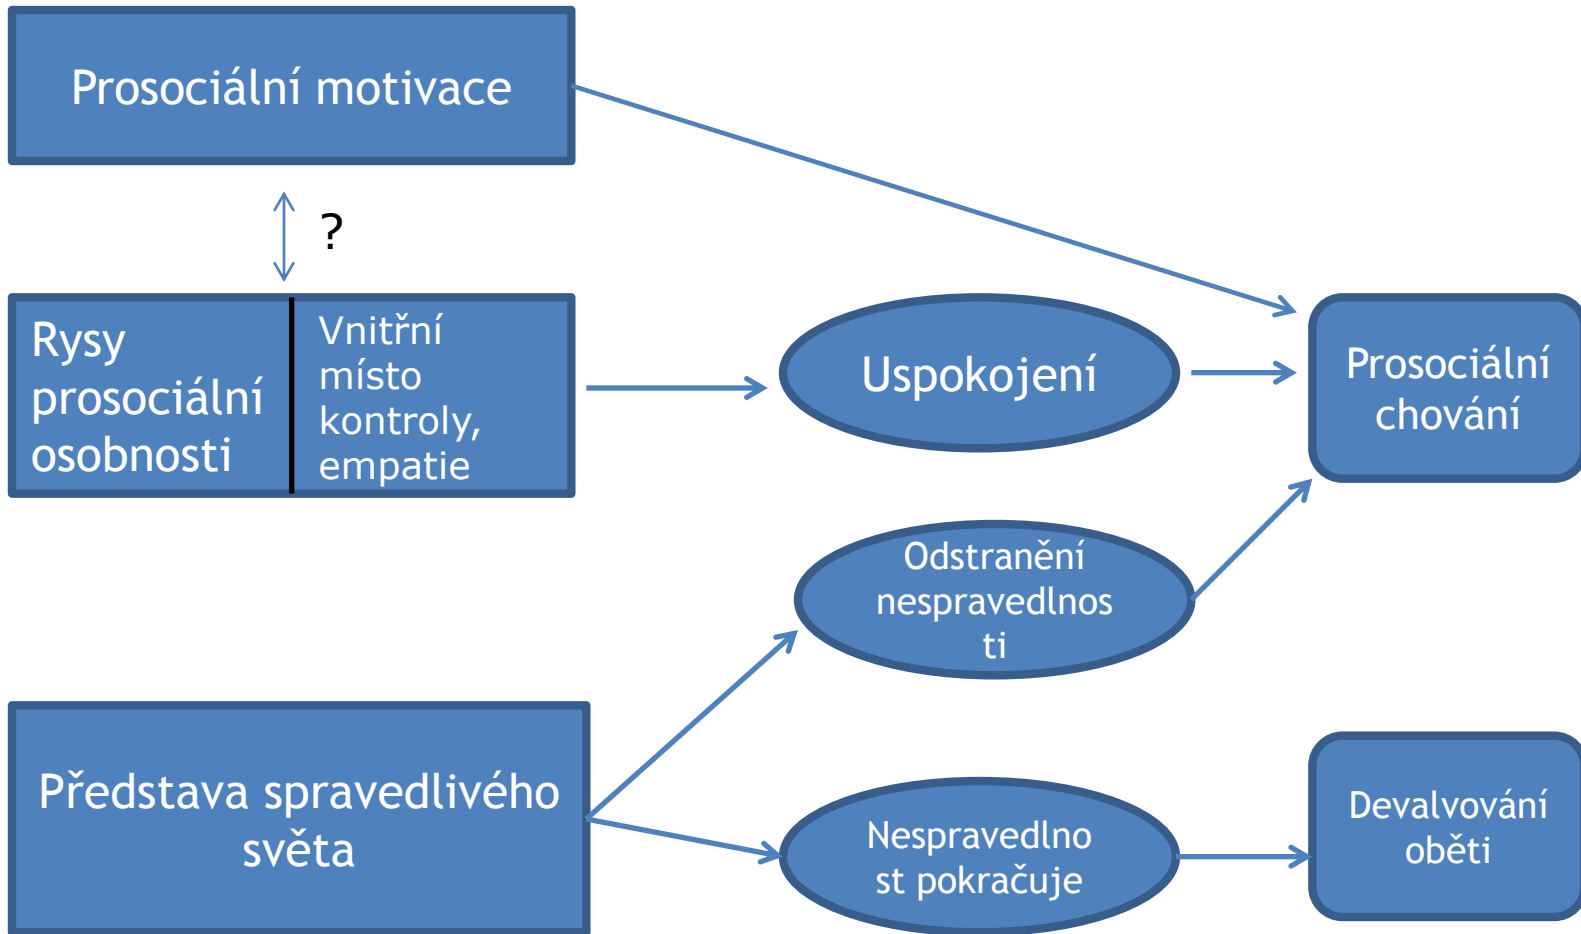 Prosociální motivace
?
Rysy
prosociální
osobnosti
Vnitřní
místo
kontroly,
empatie
Uspokojení
Prosociální
chování
Odstranění
nespravedlnos
ti
Představa spravedlivého
světa
Nespravedlno
st pokračuje
Devalvování
oběti